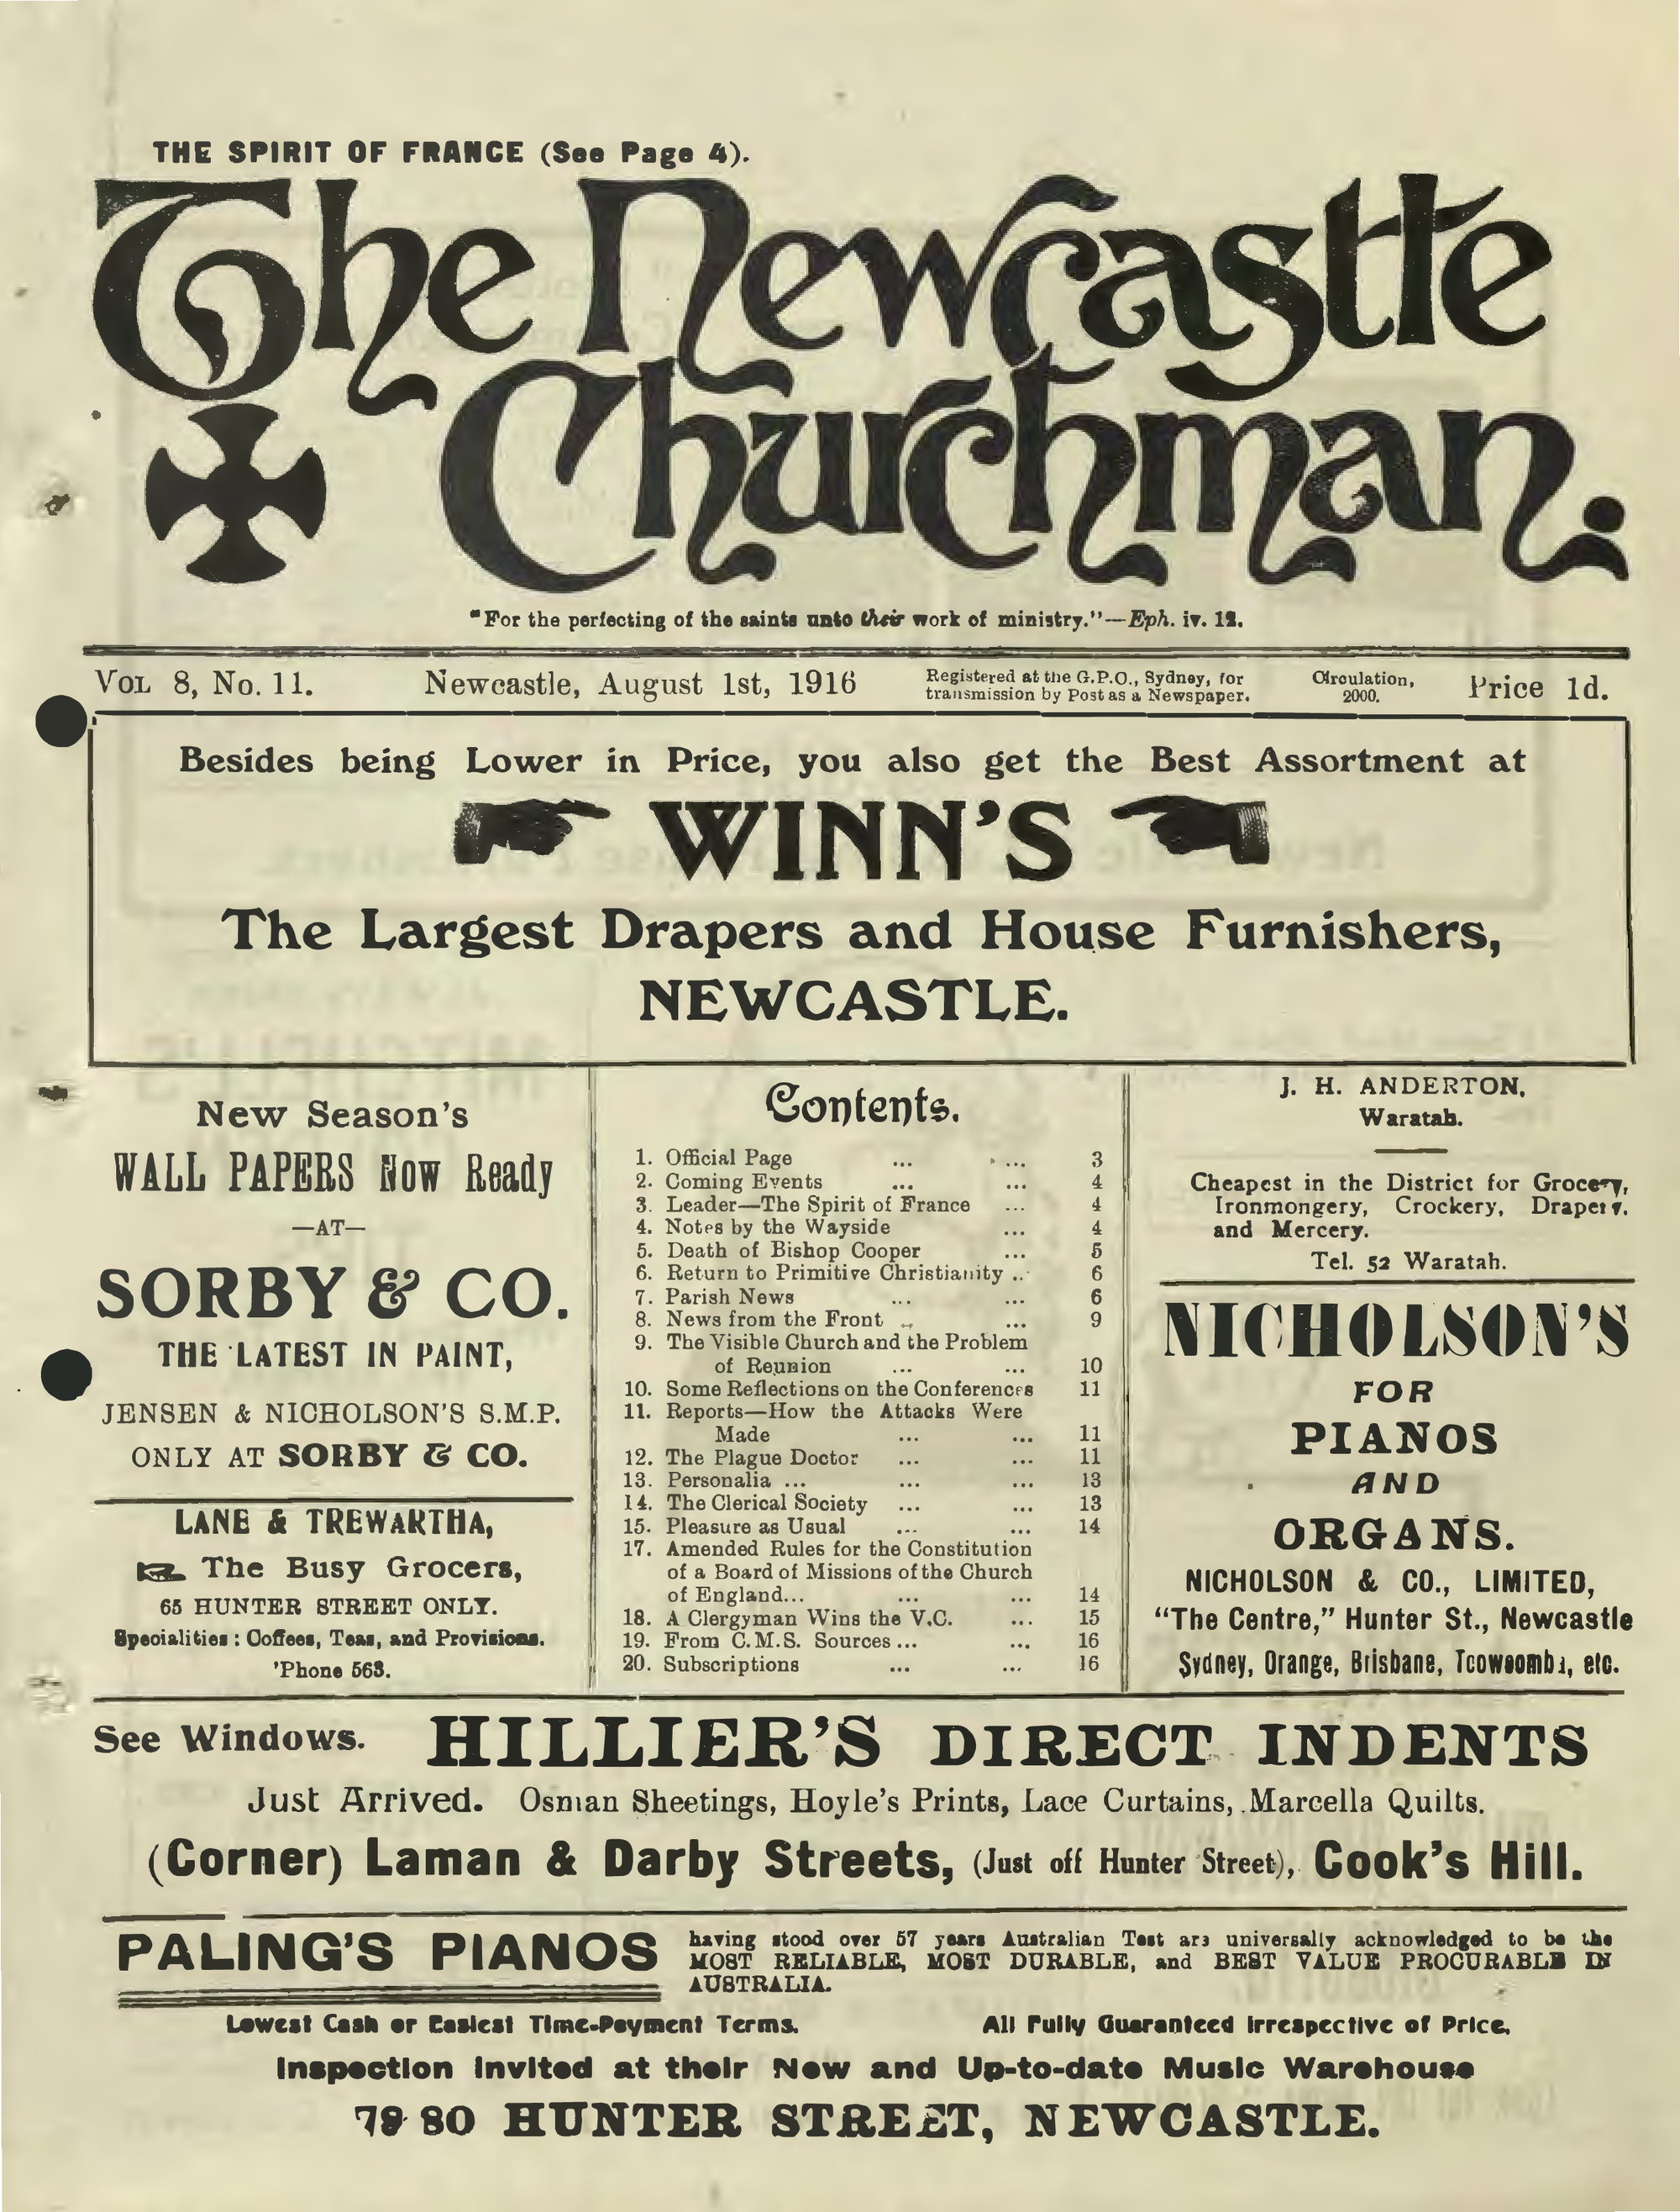 THE SPIRIT OF FRANCE (See Page 4).
The Newcastle
Churchman.
"For the perfecting of the saints unto their work of ministry."—Eph. iv. 12.
VOL 8, No. 11.
Newcastle, August 1st, 1916
Registered at the G.P.O., Sydney, for
transmission by Post as a Newspaper.
Circulation,
2000.
Price 1d.
Besides being Lower in Price, you also get the Best Assortment at
WINN'S
The Largest Drapers and House Furnishers,
NEWCASTLE.
New Season's
WALL PAPERS Now Ready
—AT—
SORBY & CO.
THE LATEST IN PAINT,
JENSEN & NICHOLSON'S S.M.P.
ONLY AT SORBY & CO.
LANE & TREWARTHA,
The Busy Grocers,
65 HUNTER STREET ONLY.
Specialities: Coffees, Teas, and Provisions.
'Phone 563.
Contents.
1. Official Page ... ... 3
2. Coming Events ... ... 4
3. Leader—The Spirit of France ... 4
4. Notes by the Wayside ... 4
5. Death of Bishop Cooper ... 5
6. Return to Primitive Christianity .. 6
7. Parish News ... ... 6
8. News from the Front .. ... 9
9. The Visible Church and the Problem
of Reunion ... ... 10
10. Some Reflections on the Conferences 11
11. Reports—How the Attacks Were
Made ... ... 11
12. The Plague Doctor ... ... 11
13. Personalia ... ... ... 13
14. The Clerical Society ... ... 13
15. Pleasure as Usual ... ... 14
17. Amended Rules for the Constitution
of a Board of Missions of the Church
of England... ... ... 14
18. A Clergyman Wins the V.C. ... 15
19. From C.M.S. Sources ... ... 16
20. Subscriptions ... ... 16
J. H. ANDERTON,
Waratah.
Cheapest in the District for Grocery,
Ironmongery, Crockery, Drapery,
and Mercery.
Tel. 52 Waratah.
NICHOLSON'S
FOR
PIANOS
AND
ORGANS.
NICHOLSON & CO., LIMITED,
"The Centre," Hunter St., Newcastle
Sydney, Orange, Brisbane, Toowoomba, etc.
See Windows. HILLIER'S DIRECT INDENTS
Just Arrived. Osman Sheetings, Hoyle's Prints, Lace Curtains, Marcella Quilts.
(Corner) Laman & Darby Streets, (Just off Hunter Street), Cook's Hill.
PALING'S PIANOS
having stood over 57 years Australian Test are universally acknowledged to be the
MOST RELIABLE, MOST DURABLE, and BEST VALUE PROCURABLE IN
AUSTRALIA.
Lowest Cash or Easiest Time-Payment Terms. All Fully Guaranteed Irrespective of Price.
Inspection invited at their New and Up-to-date Music Warehouse
78 80 HUNTER STREET, NEWCASTLE.